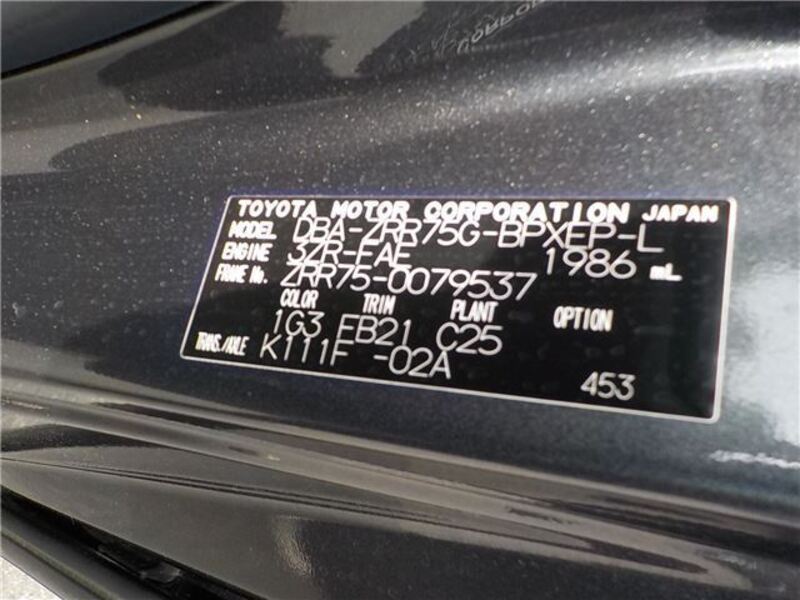 TOYOTA MOTOR CORPORATION JAPAN
MODEL DBA-ZRR75G-BPXEP-L
ENGINE 3ZR-FAE 1986 mL
FRAME No. ZRR75-0079537
COLOR TRIM PLANT OPTION
1G3 FB21 C25
TRANS./AXLE K111F -02A
453